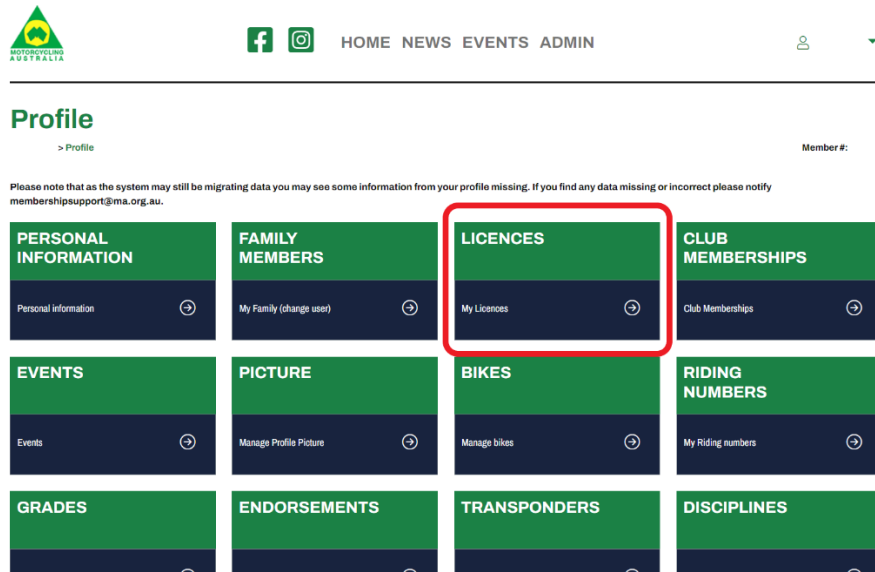 MOTORCYCLING
AUSTRALIA
HOME NEWS EVENTS ADMIN
Profile
> Profile
Member #:
Please note that as the system may still be migrating data you may see some information from your profile missing. If you find any data missing or incorrect please notify
membershipsupport@ma.org.au.
PERSONAL
INFORMATION
Personal information
FAMILY
MEMBERS
My Family (change user)
LICENCES
My Licences
CLUB
MEMBERSHIPS
Club Memberships
EVENTS
Events
PICTURE
Manage Profile Picture
BIKES
Manage bikes
RIDING
NUMBERS
My Riding numbers
GRADES
ENDORSEMENTS
TRANSPONDERS
DISCIPLINES